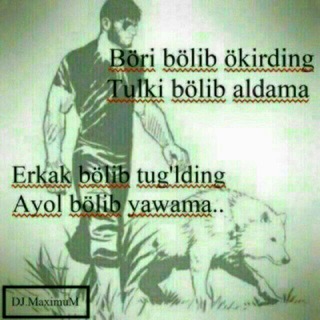 Böri bölib ökirding
Tulki bölib aldama
Erkak bölib tug'lding
Ayol bölib yawama..
DJ.MaximuM